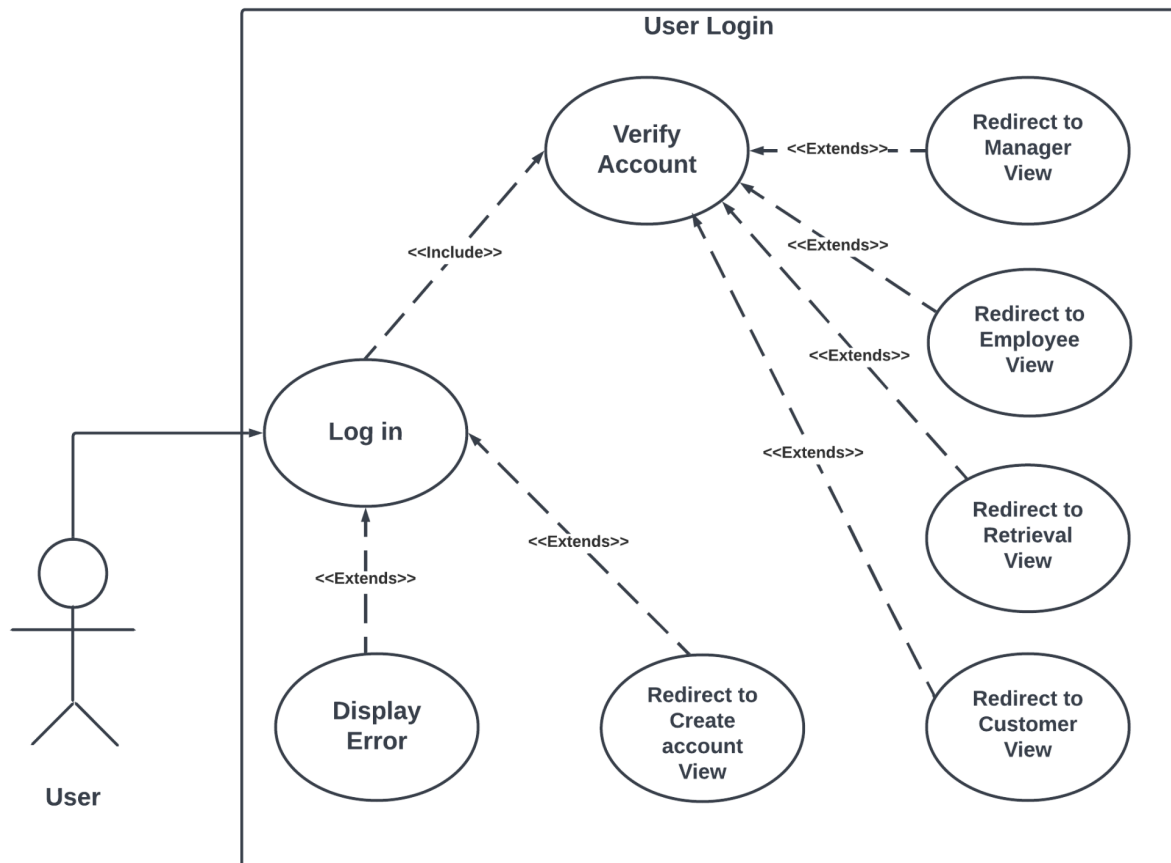 User Login
Verify
Account
<<Extends>>
Redirect to
Manager
View
<<Include>>
<<Extends>>
Redirect to
Employee
View
<<Extends>>
Log in
<<Extends>>
Redirect to
Retrieval
View
<<Extends>>
<<Extends>>
Display
Error
Redirect to
Create
account
View
Redirect to
Customer
View
User